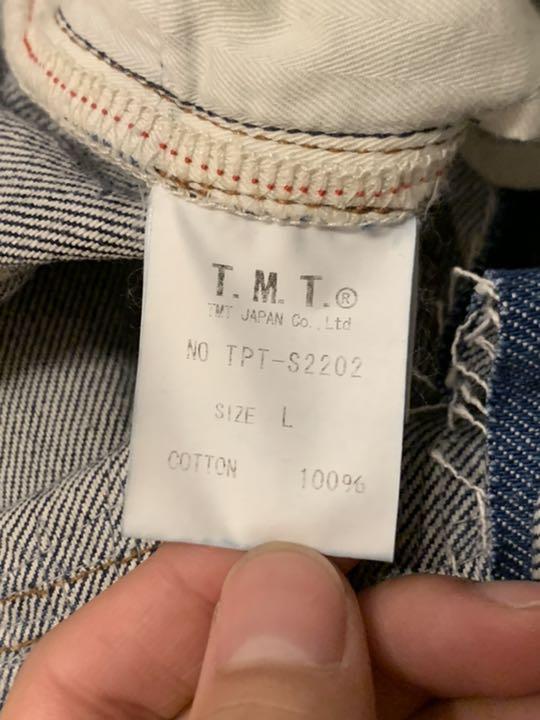 T.M.T.®
TMT JAPAN Co.,Ltd
NO TPT-S2202
SIZE L
COTTON 100%